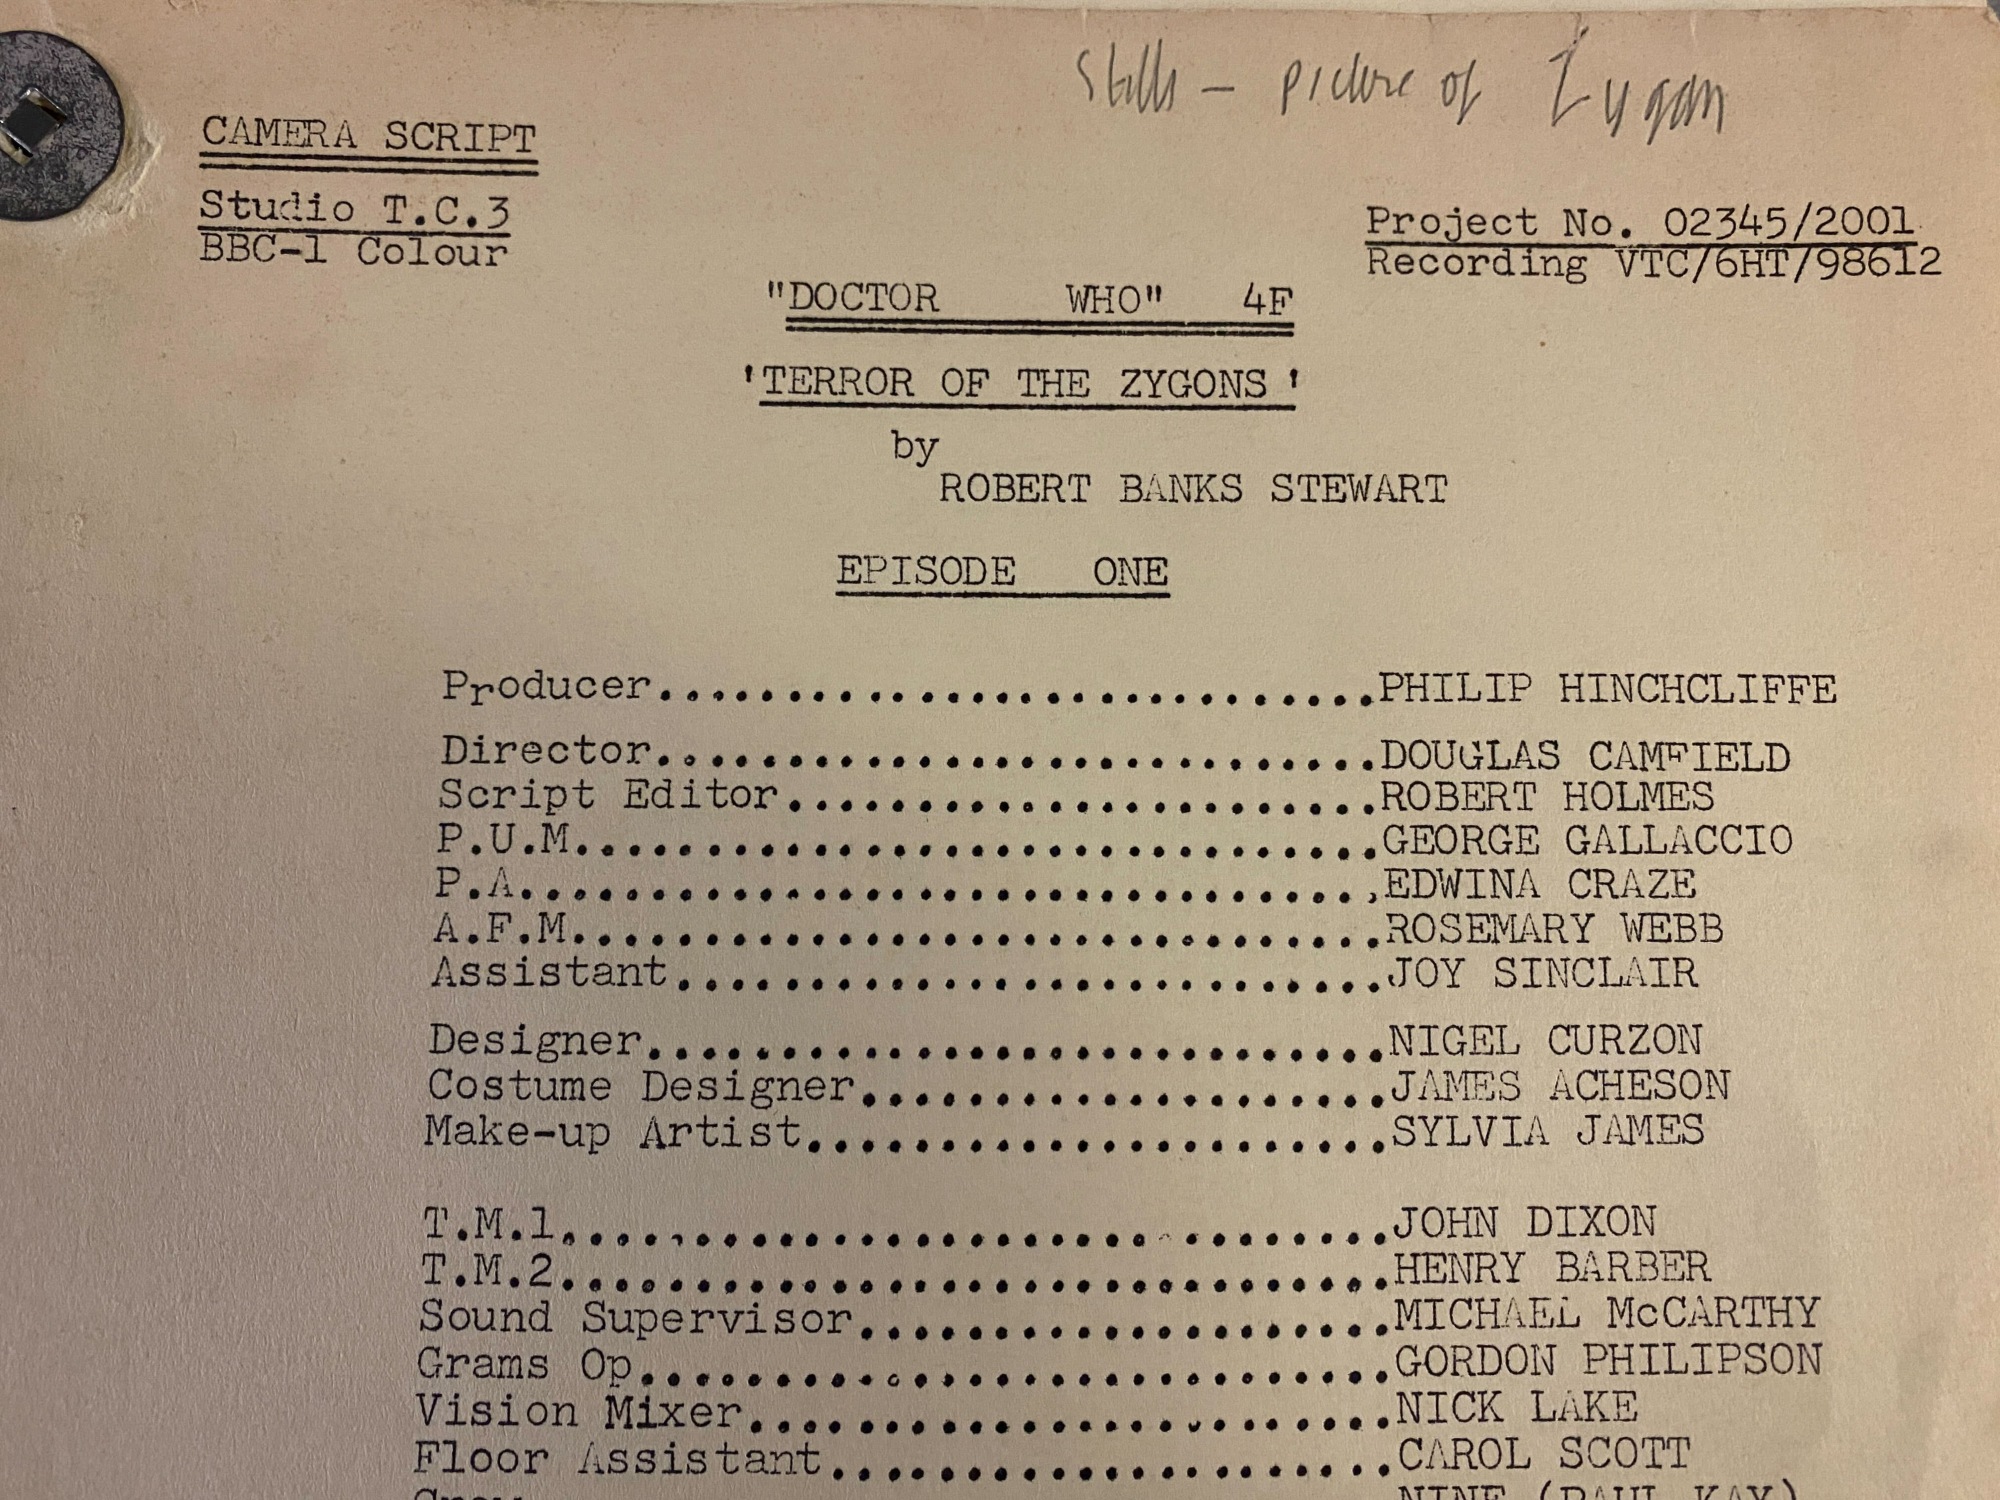 Stills - picture of Zygon
CAMERA SCRIPT
Studio T.C.3
BBC-1 Colour
Project No. 02345/2001
Recording VTC/6HT/98612
"DOCTOR WHO" 4F
'TERROR OF THE ZYGONS'
by
ROBERT BANKS STEWART
EPISODE ONE
Producer..............................PHILIP HINCHCLIFFE
Director..............................DOUGLAS CAMFIELD
Script Editor.........................ROBERT HOLMES
P.U.M.................................GEORGE GALLACCIO
P.A...................................EDWINA CRAZE
A.F.M.................................ROSEMARY WEBB
Assistant.............................JOY SINCLAIR
Designer..............................NIGEL CURZON
Costume Designer......................JAMES ACHESON
Make-up Artist........................SYLVIA JAMES
T.M.1.................................JOHN DIXON
T.M.2.................................HENRY BARBER
Sound Supervisor......................MICHAEL McCARTHY
Grams Op..............................GORDON PHILIPSON
Vision Mixer..........................NICK LAKE
Floor Assistant.......................CAROL SCOTT
Crew NINE (PAUL KAY)